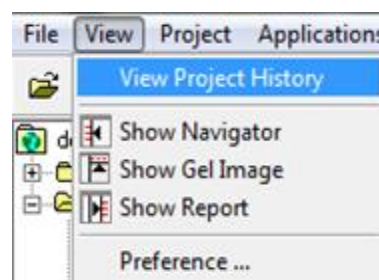 File View Project Applications
View Project History
Show Navigator
Show Gel Image
Show Report
Preference ...